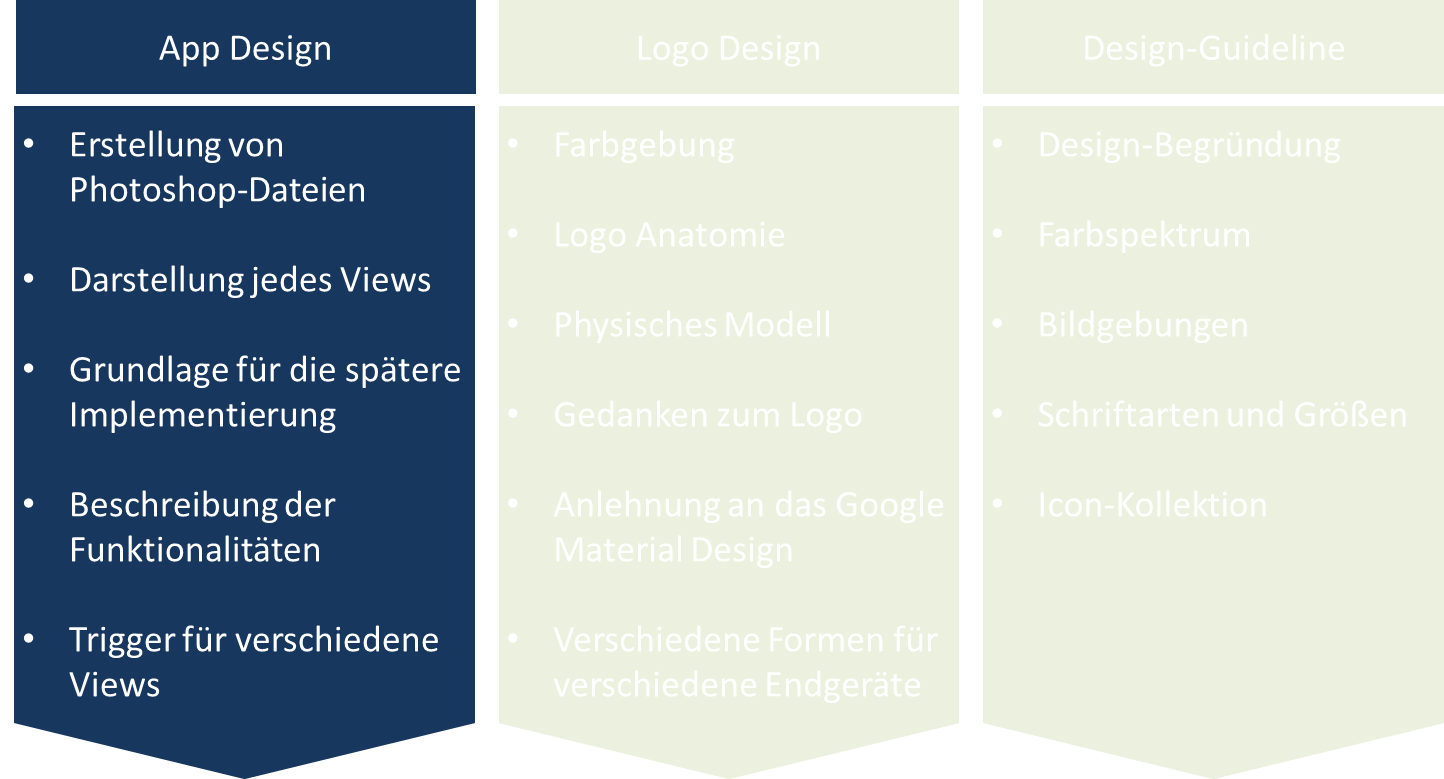 App Design
• Erstellung von
Photoshop-Dateien
• Darstellung jedes Views
• Grundlage für die spätere
Implementierung
• Beschreibung der
Funktionalitäten
• Trigger für verschiedene
Views
Logo Design
• Farbgebung
• Logo Anatomie
• Physisches Modell
• Gedanken zum Logo
• Anlehnung an das Google
Material Design
• Verschiedene Formen für
verschiedene Endgeräte
Design-Guideline
• Design-Begründung
• Farbspektrum
• Bildgebungen
• Schriftarten und Größen
• Icon-Kollektion